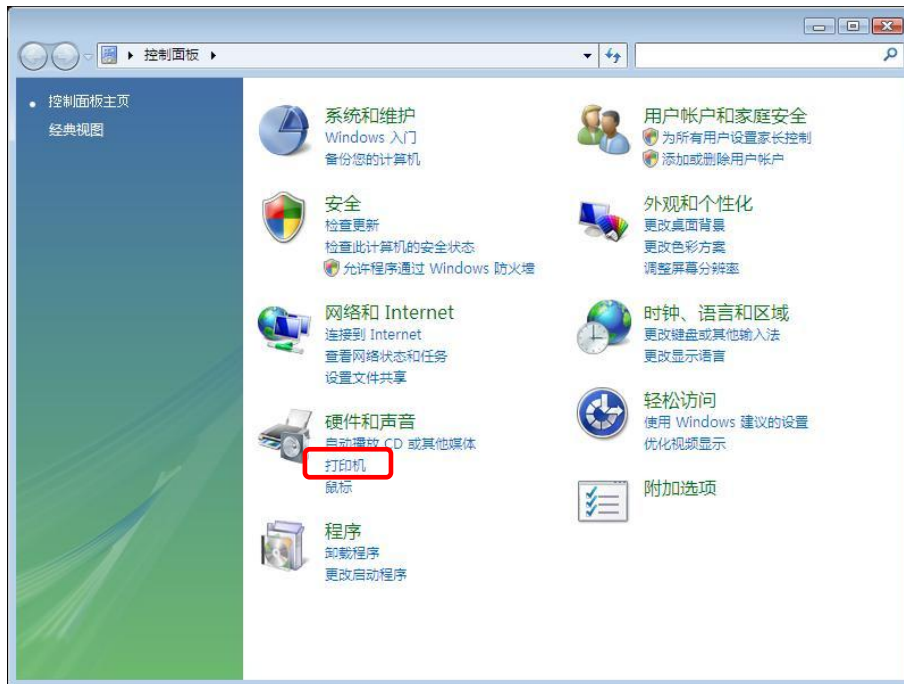 控制面板
控制面板主页
经典视图
系统和维护
Windows 入门
备份您的计算机
安全
检查更新
检查此计算机的安全状态
允许程序通过 Windows 防火墙
网络和 Internet
连接到 Internet
查看网络状态和任务
设置文件共享
硬件和声音
自动播放 CD 或其他媒体
打印机
鼠标
程序
卸载程序
更改启动程序
用户帐户和家庭安全
为所有用户设置家长控制
添加或删除用户帐户
外观和个性化
更改桌面背景
更改色彩方案
调整屏幕分辨率
时钟、语言和区域
更改键盘或其他输入法
更改显示语言
轻松访问
使用 Windows 建议的设置
优化视频显示
附加选项